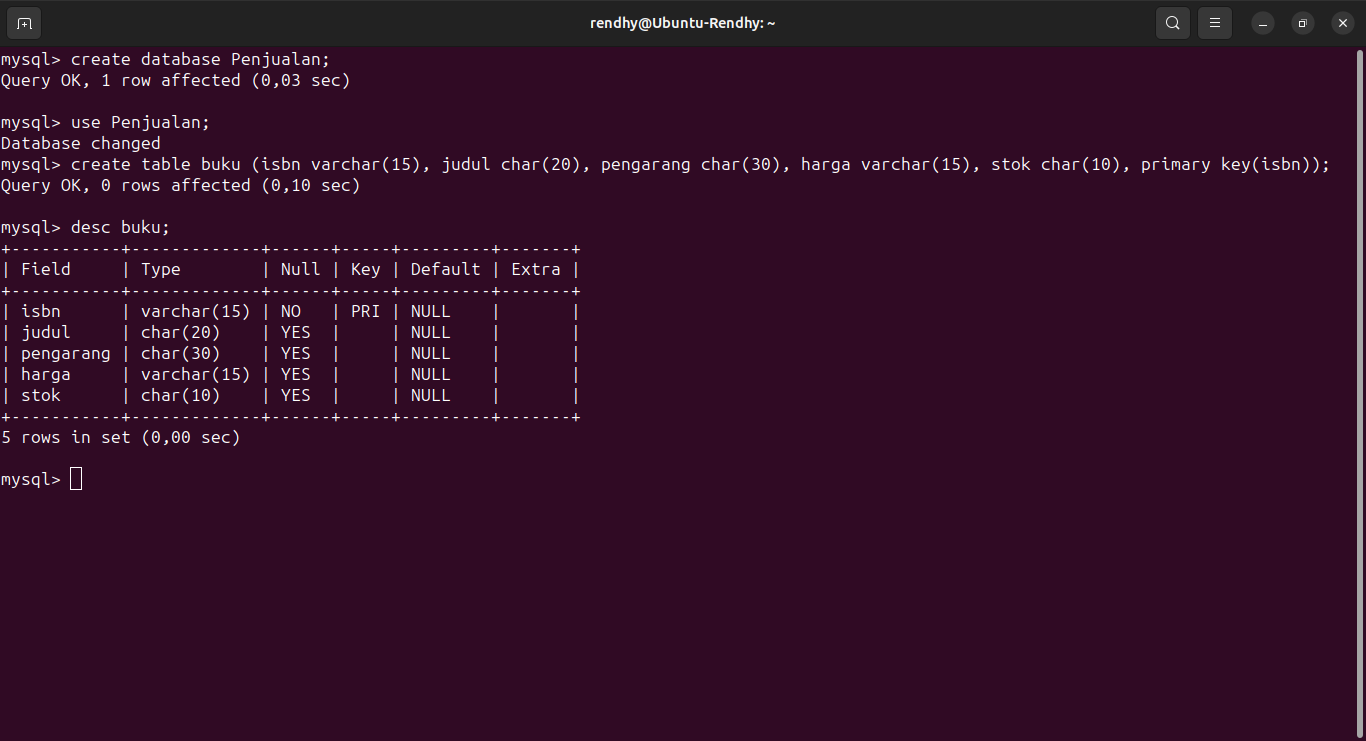 rendhy@Ubuntu-Rendhy: ~
mysql> create database Penjualan;
Query OK, 1 row affected (0,03 sec)

mysql> use Penjualan;
Database changed
mysql> create table buku (isbn varchar(15), judul char(20), pengarang char(30), harga varchar(15), stok char(10), primary key(isbn));
Query OK, 0 rows affected (0,10 sec)

mysql> desc buku;
+-----------+-------------+------+-----+---------+-------+
| Field     | Type        | Null | Key | Default | Extra |
+-----------+-------------+------+-----+---------+-------+
| isbn      | varchar(15) | NO   | PRI | NULL    |       |
| judul     | char(20)    | YES  |     | NULL    |       |
| pengarang | char(30)    | YES  |     | NULL    |       |
| harga     | varchar(15) | YES  |     | NULL    |       |
| stok      | char(10)    | YES  |     | NULL    |       |
+-----------+-------------+------+-----+---------+-------+
5 rows in set (0,00 sec)

mysql>